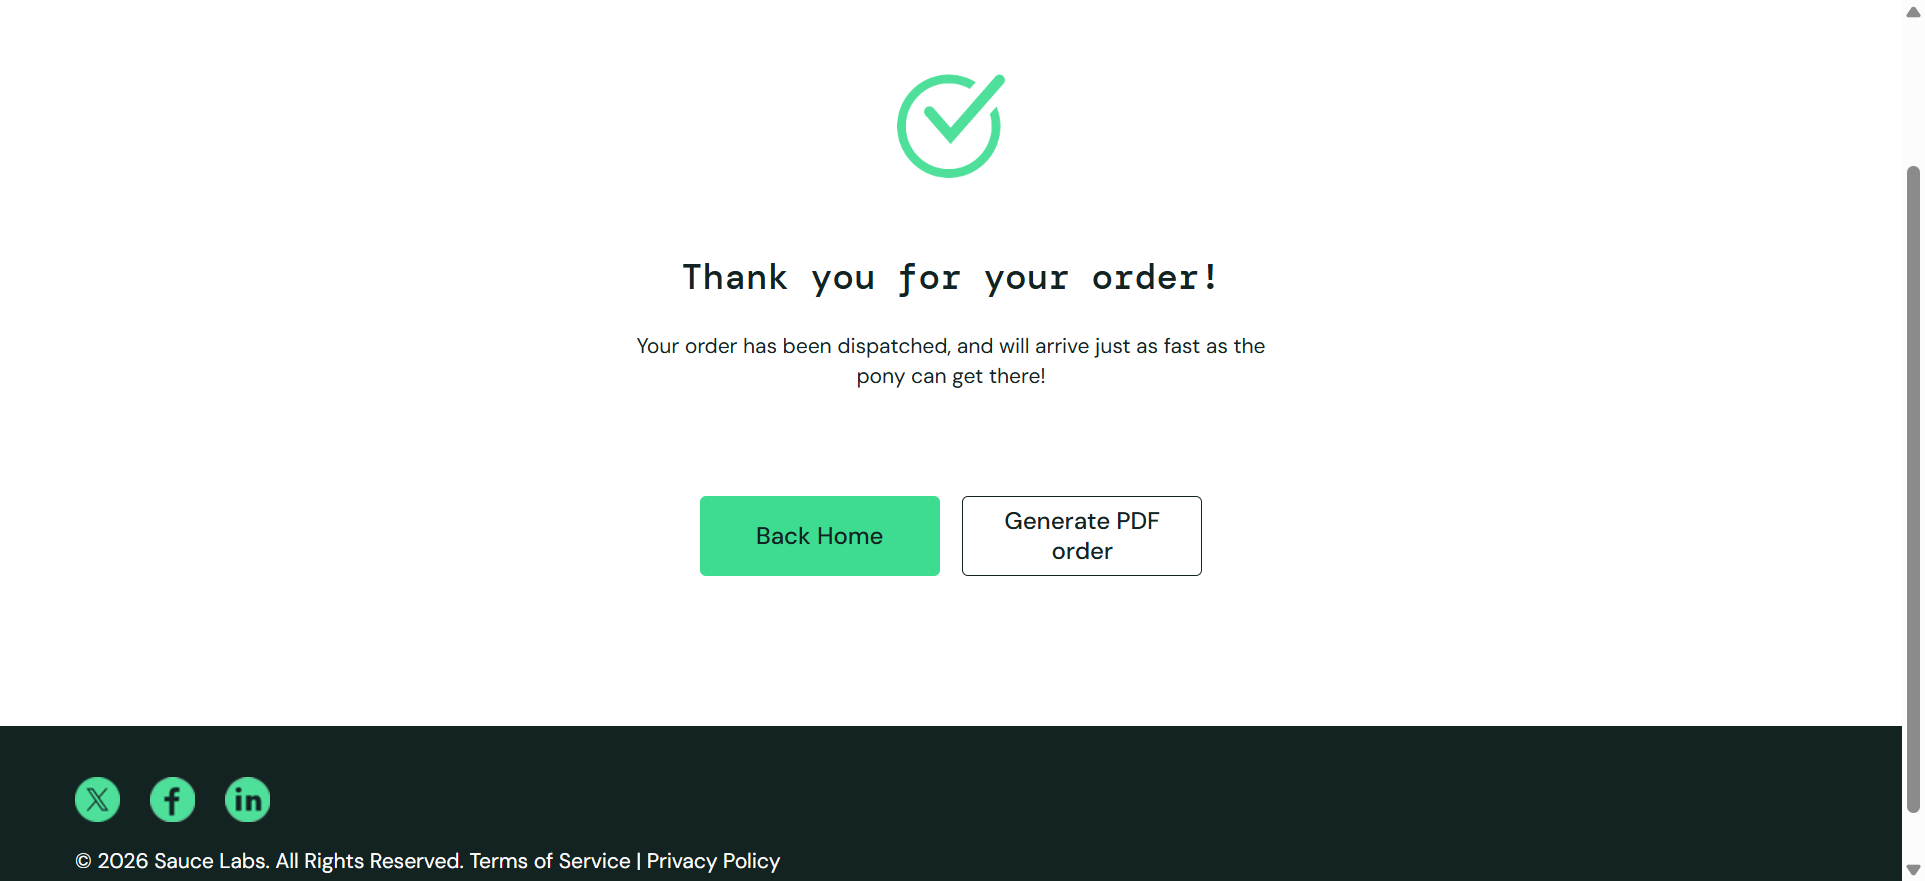 Thank you for your order!
Your order has been dispatched, and will arrive just as fast as the
pony can get there!
Back Home
Generate PDF
order
© 2026 Sauce Labs. All Rights Reserved. Terms of Service | Privacy Policy